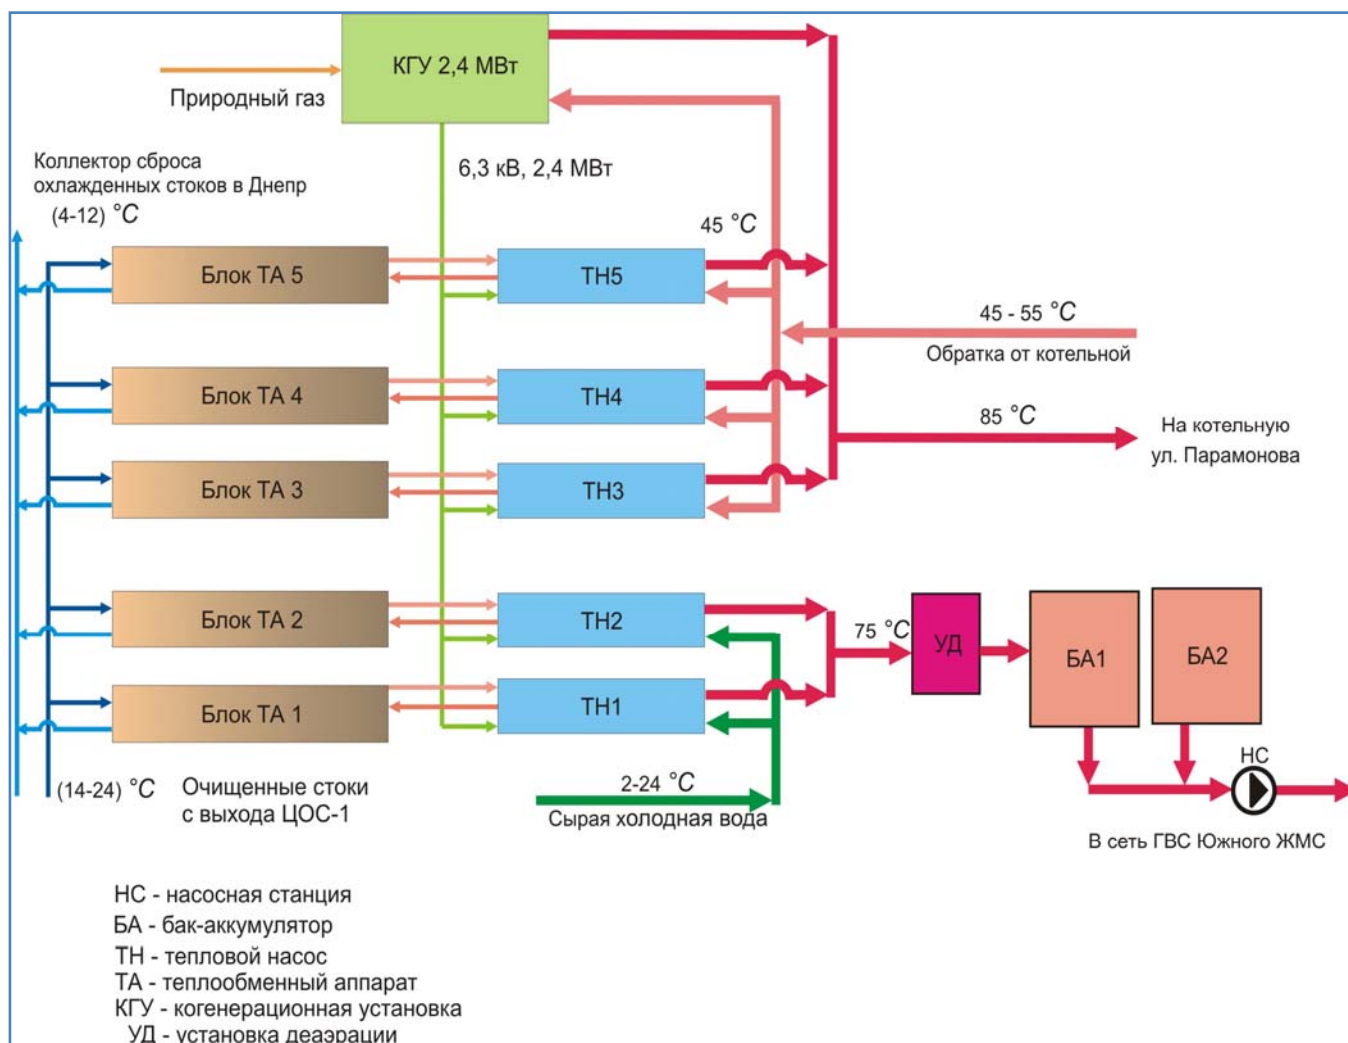 КГУ 2,4 МВт
Природный газ
6,3 кВ, 2,4 МВт
Коллектор сброса
охлажденных стоков в Днепр
(4-12) °C
45 °C
Блок ТА 5
ТН5
45 - 55 °C
Обратка от котельной
Блок ТА 4
ТН4
85 °C
На котельную
ул. Парамонова
Блок ТА 3
ТН3
Блок ТА 2
ТН2
75 °C
УД
БА1
БА2
Блок ТА 1
ТН1
НС
(14-24) °C
Очищенные стоки
с выхода ЦОС-1
2-24 °C
Сырая холодная вода
В сеть ГВС Южного ЖМС
НС - насосная станция
БА - бак-аккумулятор
ТН - тепловой насос
ТА - теплообменный аппарат
КГУ - когенерационная установка
УД - установка деаэрации